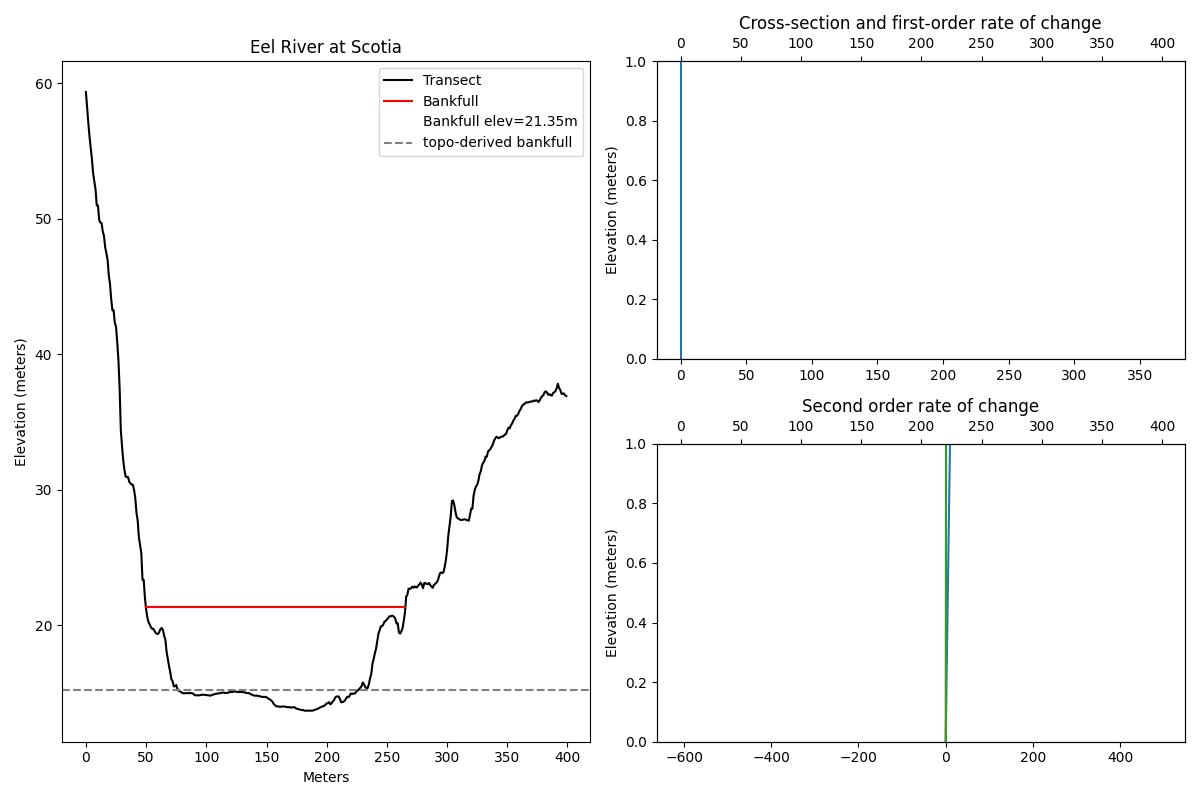 Eel River at Scotia
Transect
Bankfull
Bankfull elev=21.35m
topo-derived bankfull
60
50
40
30
20
Elevation (meters)
0 50 100 150 200 250 300 350 400
Meters
Cross-section and first-order rate of change
0 50 100 150 200 250 300 350 400
1.0
0.8
0.6
0.4
0.2
0.0
Elevation (meters)
0 50 100 150 200 250 300 350
Second order rate of change
0 50 100 150 200 250 300 350 400
1.0
0.8
0.6
0.4
0.2
0.0
Elevation (meters)
−600 −400 −200 0 200 400